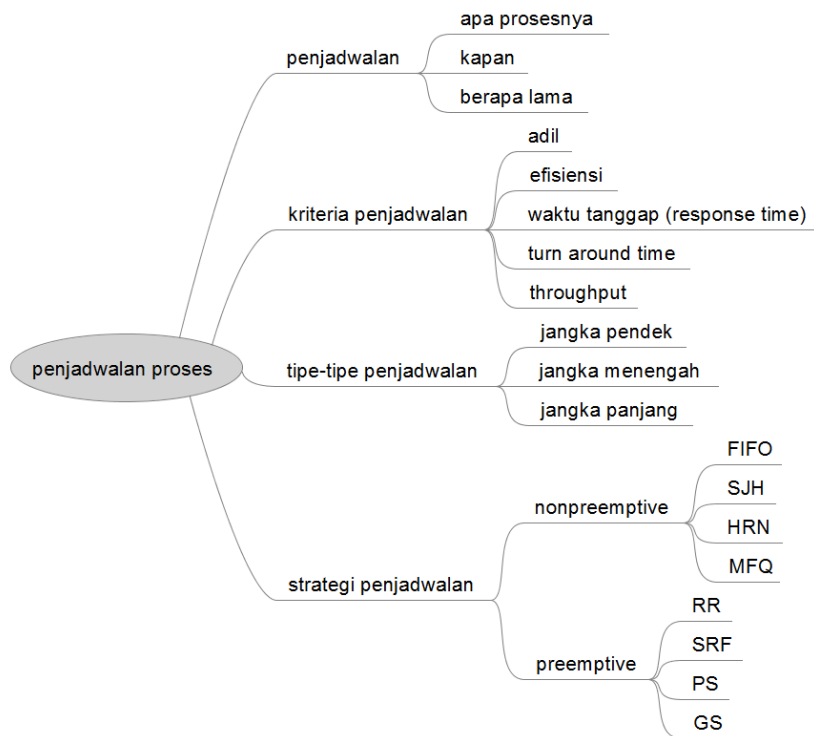 penjadwalan proses
penjadwalan
apa prosesnya
kapan
berapa lama
kriteria penjadwalan
adil
efisiensi
waktu tanggap (response time)
turn around time
throughput
tipe-tipe penjadwalan
jangka pendek
jangka menengah
jangka panjang
strategi penjadwalan
nonpreemptive
FIFO
SJH
HRN
MFQ
preemptive
RR
SRF
PS
GS